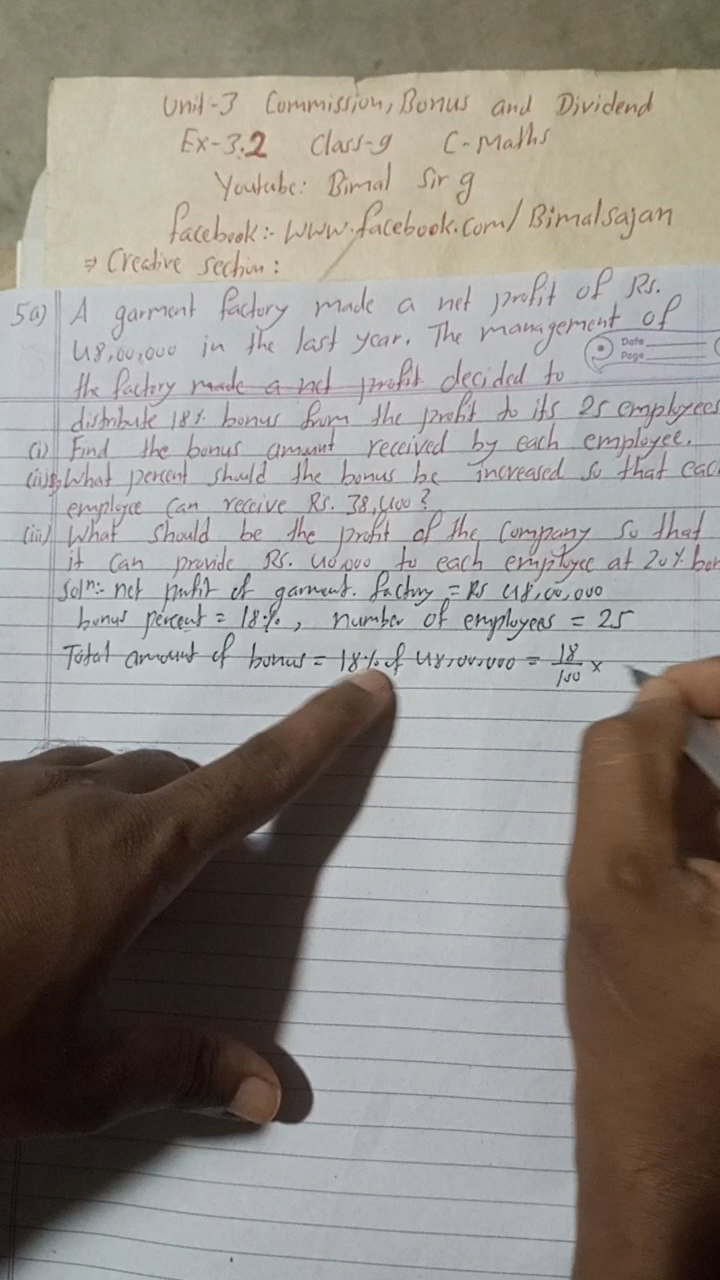 Unit-3 Commission, Bonus and Dividend
Ex-3.2 Class-9 C-Maths
Youtube: Bimal Sir g
facebook:- www.facebook.com/Bimalsajan
⇒ Creative section:
5a) A garment factory made a net profit of Rs.
48,00,000 in the last year. The management of
Date
Page
the factory made a net profit decided to
distribute 18% bonus from the profit to its 25 employees
(i) Find the bonus amount received by each employee.
(ii) What percent should the bonus be increased so that eac
employee can receive Rs. 38,400?
(iii) What should be the profit of the company so that
it can provide Rs. 40,000 to each employee at 20% bon
Solⁿ:- net profit of garment factory = Rs 48,00,000
bonus percent = 18%, number of employees = 25
Total amount of bonus = 18% of 48,00,000 = 18/100 ×